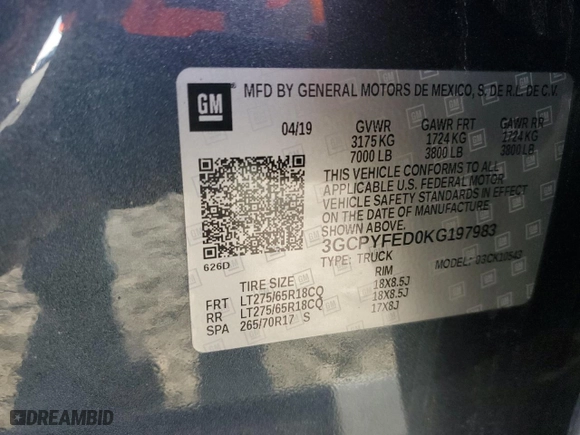 GM
MFD BY GENERAL MOTORS DE MEXICO, S. DE R.L. DE C.V.
04/19 GVWR GAWR FRT GAWR RR
3175 KG 1724 KG 1724 KG
7000 LB 3800 LB 3800 LB
THIS VEHICLE CONFORMS TO ALL
APPLICABLE U.S. FEDERAL MOTOR
VEHICLE SAFETY STANDARDS IN EFFECT
ON THE DATE OF MANUFACTURE SHOWN ABOVE.
3GCPYFED0KG197983
626D
TYPE: TRUCK MODEL: 03CK10543
TIRE SIZE RIM
FRT LT275/65R18CQ 18X8.5J
RR LT275/65R18CQ 18X8.5J
SPA 265/70R17 S 17X8J
DREAMBID